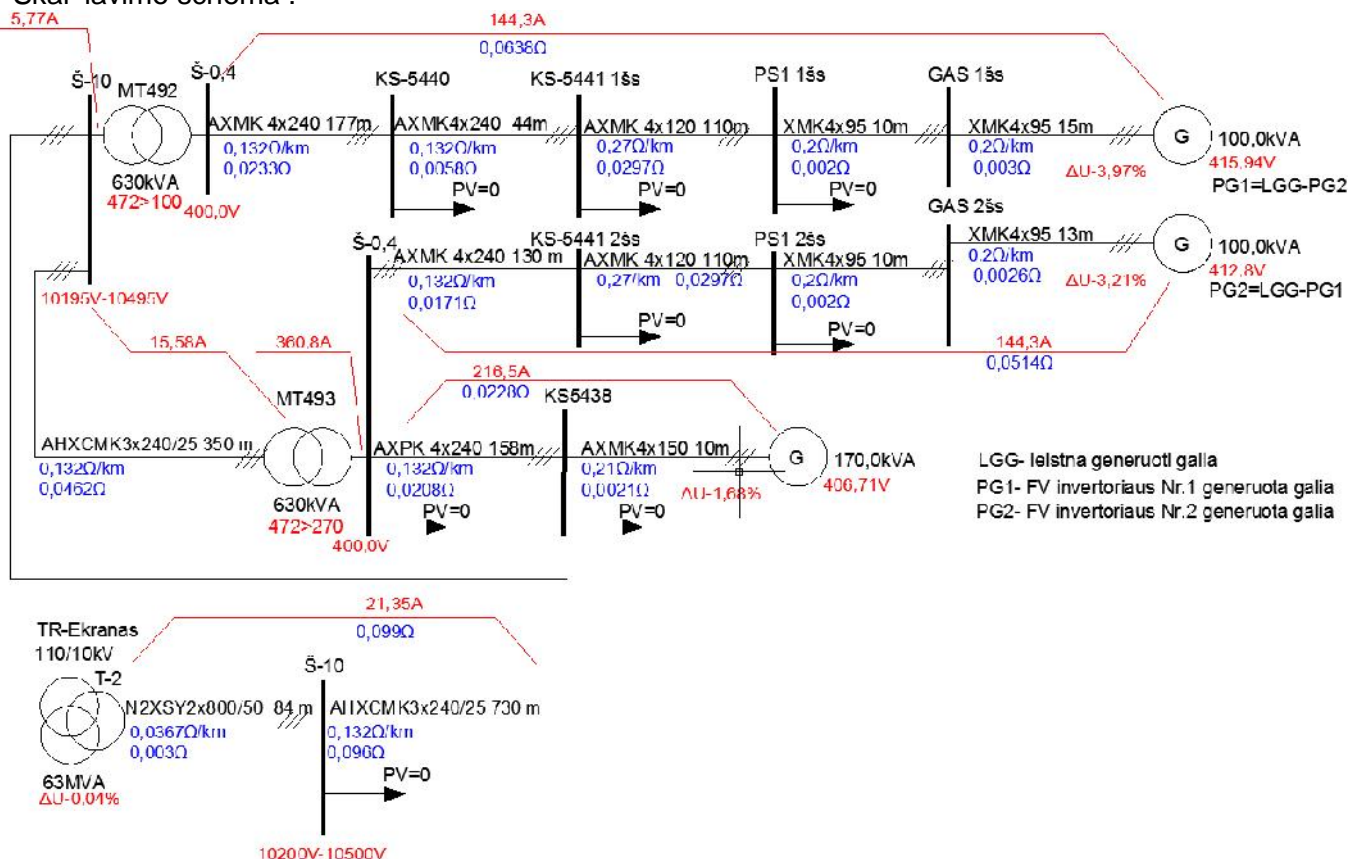 5,77A
144,3A
0,0638Ω
Š-10
MT492
Š-0,4
KS-5440
KS-5441 1šs
PS1 1šs
GAS 1šs
AXMK 4x240 177m
AXMK4x240 44m
AXMK 4x120 110m
XMK4x95 10m
XMK4x95 15m
G
100,0kVA
0,132Ω/km
0,132Ω/km
0,27Ω/km
0,2Ω/km
0,2Ω/km
0,0233Ω
0,0058Ω
0,0297Ω
0,002Ω
0,003Ω
ΔU-3,97%
415,94V
630kVA
PV=0
PV=0
PV=0
PG1=LGG-PG2
472>100
400,0V
GAS 2šs
Š-0,4
KS-5441 2šs
PS1 2šs
XMK4x95 13m
G
100,0kVA
AXMK 4x240 130 m
AXMK 4x120 110m
XMK4x95 10m
0,2Ω/km
0,132Ω/km
0,27/km 0,0297Ω
0,2Ω/km
0,0026Ω
ΔU-3,21%
412,8V
10195V-10495V
0,0171Ω
0,002Ω
PG2=LGG-PG1
PV=0
PV=0
15,58A
360,8A
144,3A
0,0514Ω
216,5A
MT493
0,0228Ω
KS5438
AHXCMK3x240/25 350 m
AXPK 4x240 158m
AXMK4x150 10m
G
170,0kVA
LGG- leistna generuoti galia
0,132Ω/km
0,132Ω/km
0,21Ω/km
0,0462Ω
0,0208Ω
0,0021Ω
ΔU-1,68%
406,71V
PG1- FV invertoriaus Nr.1 generuota galia
630kVA
PV=0
PV=0
PG2- FV invertoriaus Nr.2 generuota galia
472>270
400,0V
21,35A
TR-Ekranas
0,099Ω
110/10kV
Š-10
T-2
N2XSY2x800/50 84 m
AHXCMK3x240/25 730 m
0,0367Ω/km
0,132Ω/km
0,003Ω
0,096Ω
63MVA
PV=0
ΔU-0,04%
10200V-10500V